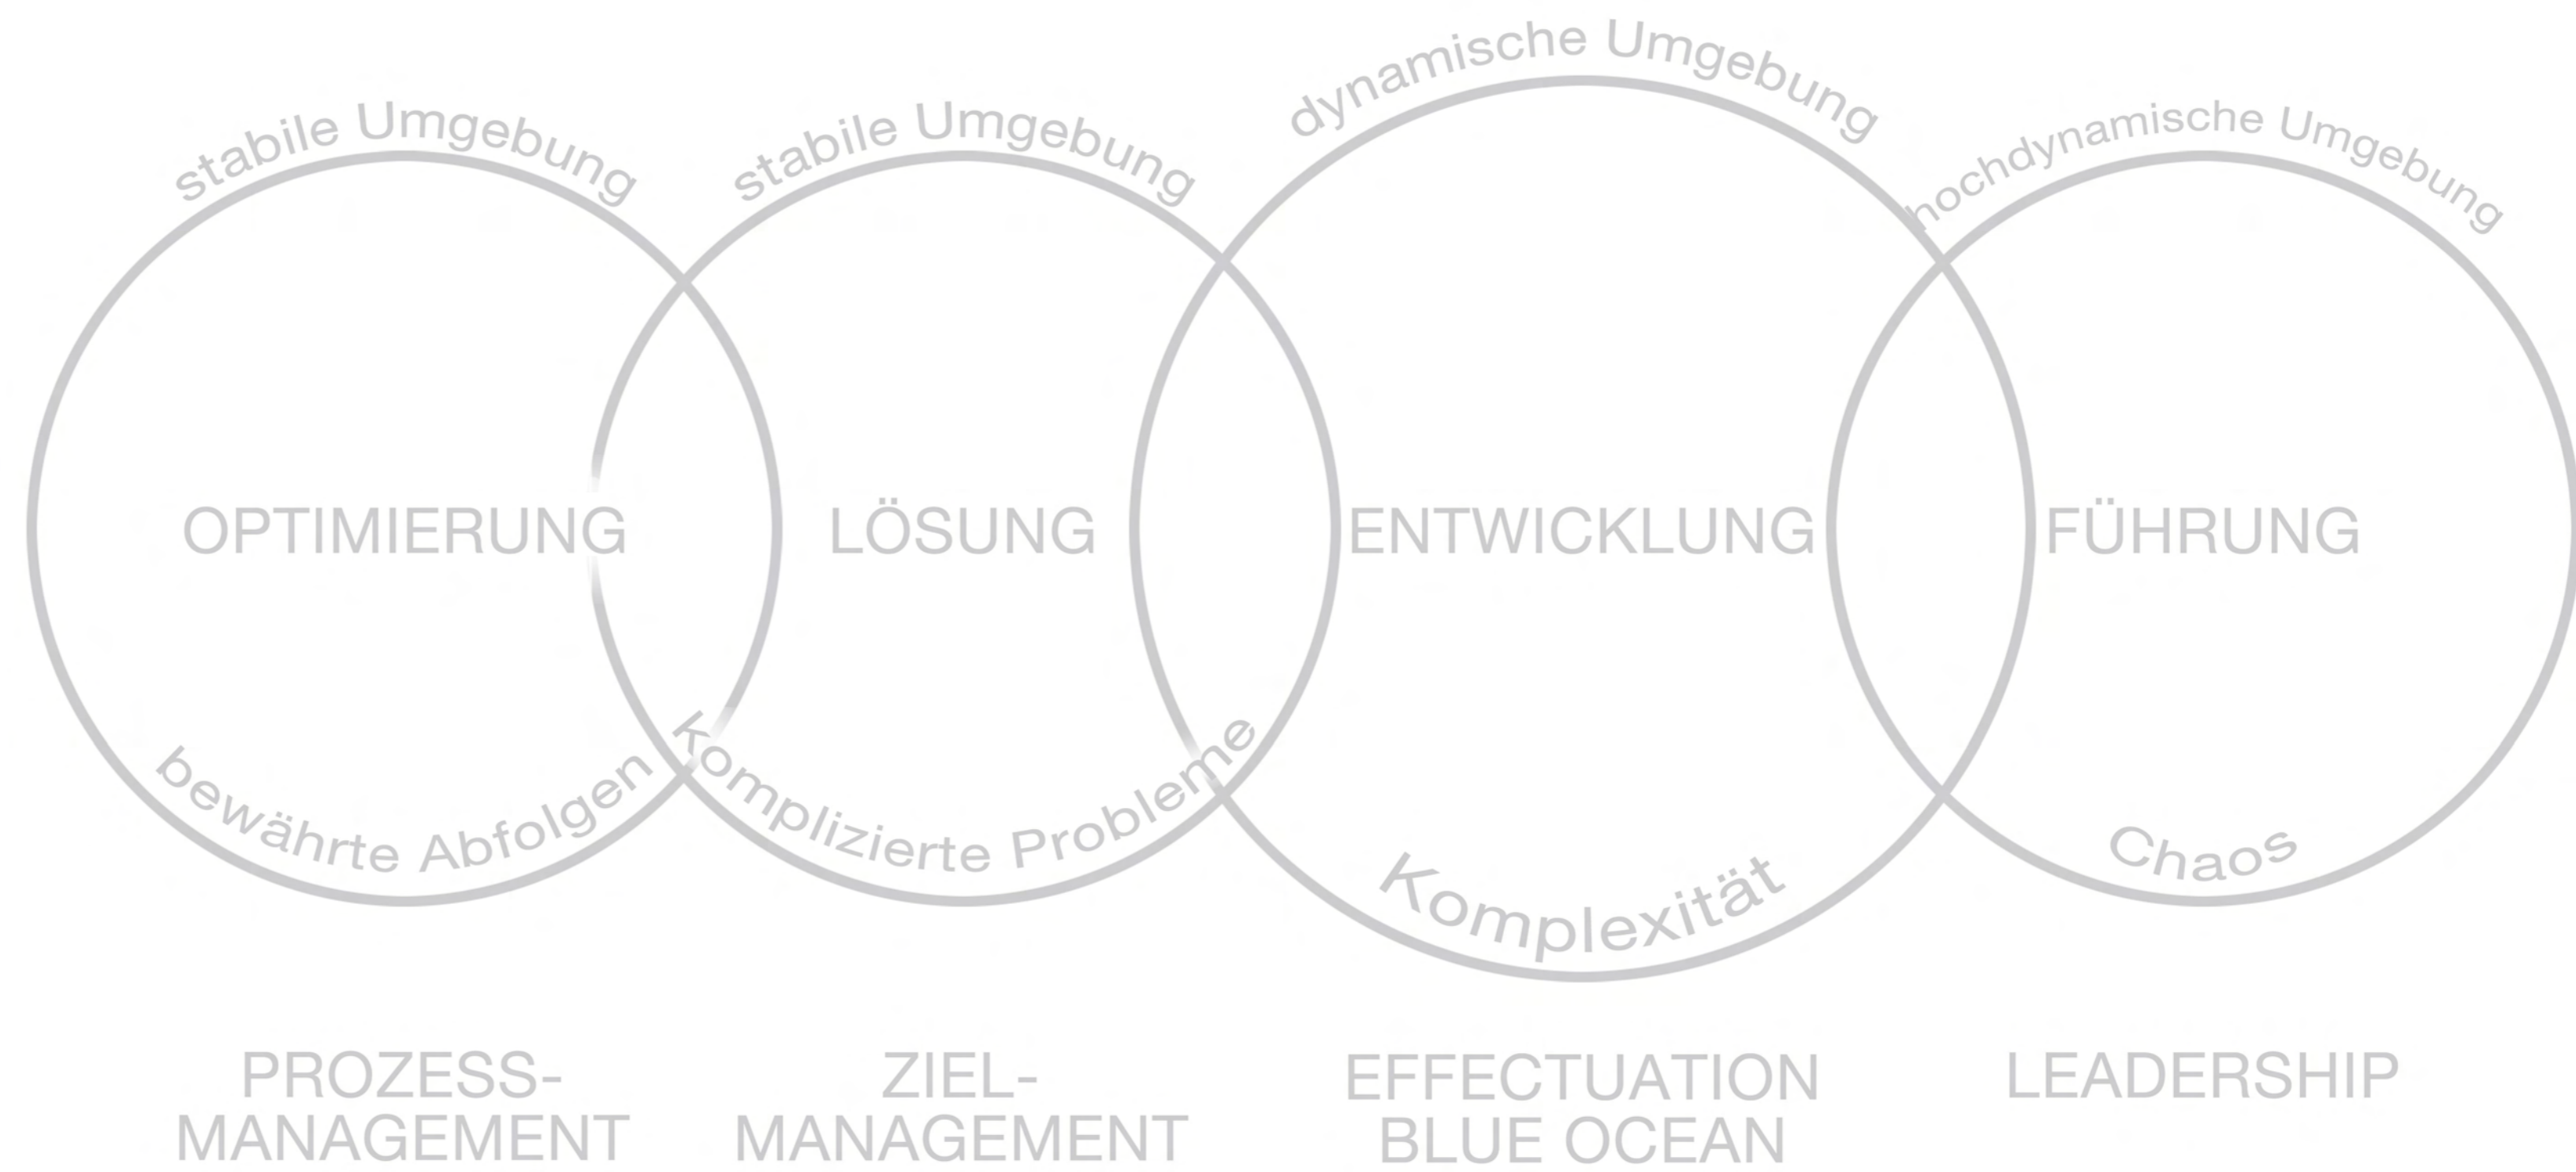 stabile Umgebung
stabile Umgebung
dynamische Umgebung
hochdynamische Umgebung
OPTIMIERUNG
LÖSUNG
ENTWICKLUNG
FÜHRUNG
bewährte Abfolgen
Komplizierte Probleme
Komplexität
Chaos
PROZESS-
MANAGEMENT
ZIEL-
MANAGEMENT
EFFECTUATION
BLUE OCEAN
LEADERSHIP